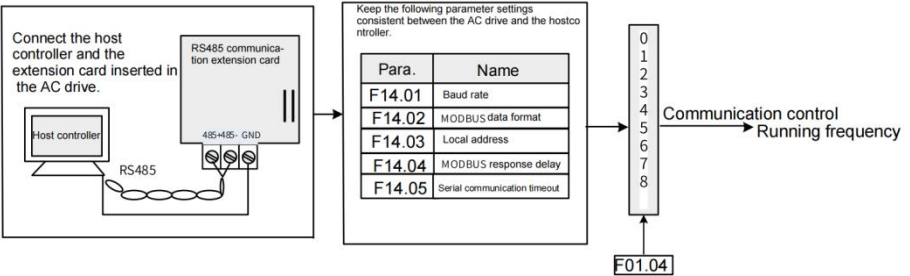 Connect the host
controller and the
extension card inserted in
the AC drive.
RS485 communica-
tion extension card
485+485- GND
Host controller
RS485
Keep the following parameter settings
consistent between the AC drive and the hostco
ntroller.
Para. Name
F14.01 Baud rate
F14.02 MODBUS data format
F14.03 Local address
F14.04 MODBUS response delay
F14.05 Serial communication timeout
0
1
2
3
4
5
6
7
8
Communication control
Running frequency
F01.04